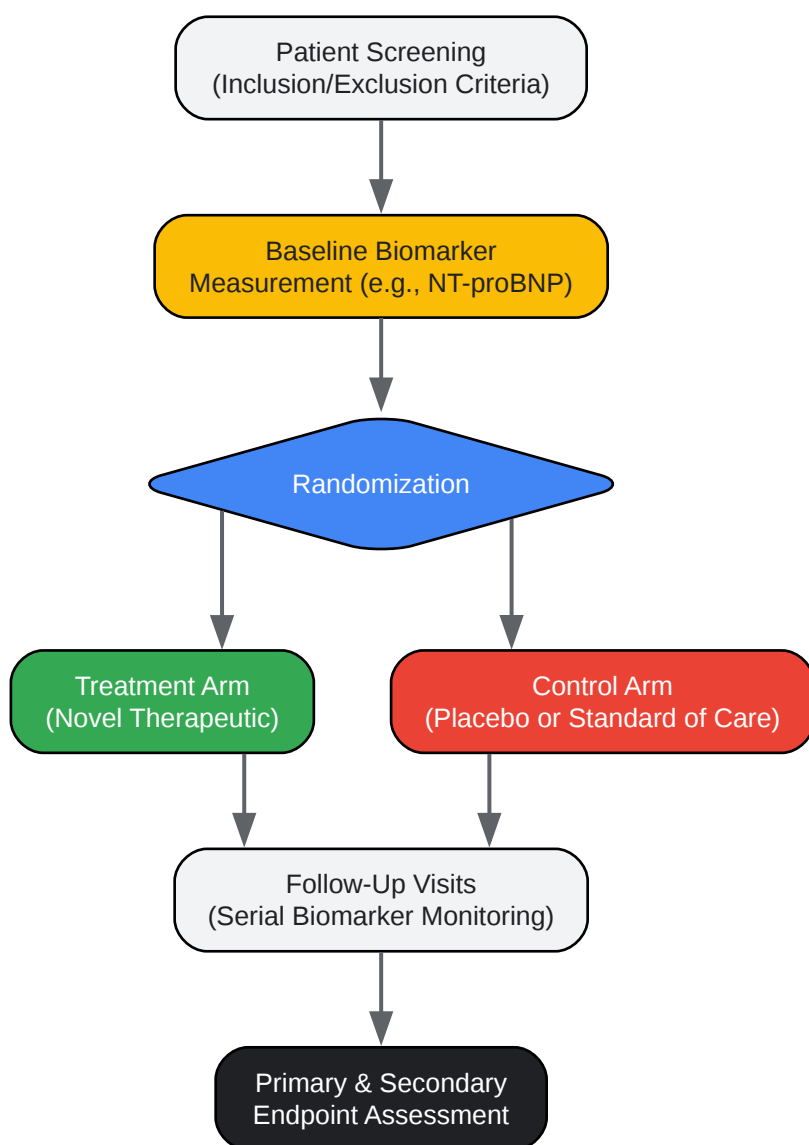 Patient Screening
(Inclusion/Exclusion Criteria)
Baseline Biomarker
Measurement (e.g., NT-proBNP)
Randomization
Treatment Arm
(Novel Therapeutic)
Control Arm
(Placebo or Standard of Care)
Follow-Up Visits
(Serial Biomarker Monitoring)
Primary & Secondary
Endpoint Assessment